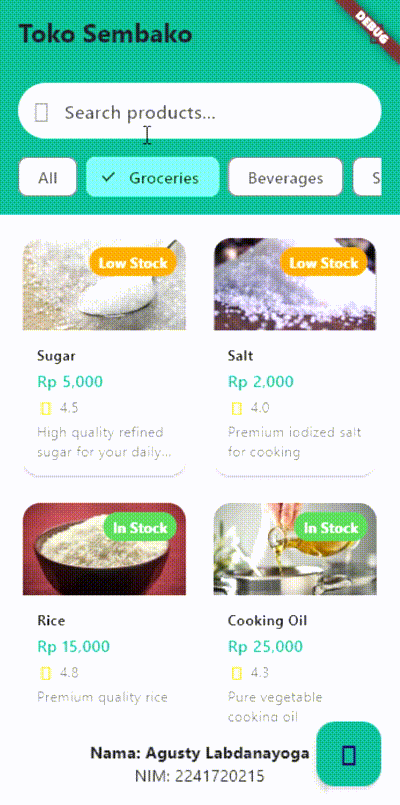 Toko Sembako
DEBUG
Search products...
All
Groceries
Beverages
S
Low Stock
Low Stock
Sugar
Rp 5,000
4.5
High quality refined
sugar for your daily...
Salt
Rp 2,000
4.0
Premium iodized salt
for cooking
In Stock
In Stock
Rice
Rp 15,000
4.8
Premium quality rice
Cooking Oil
Rp 25,000
4.3
Pure vegetable
cooking oil
Nama: Agusty Labdanayoga
NIM: 2241720215